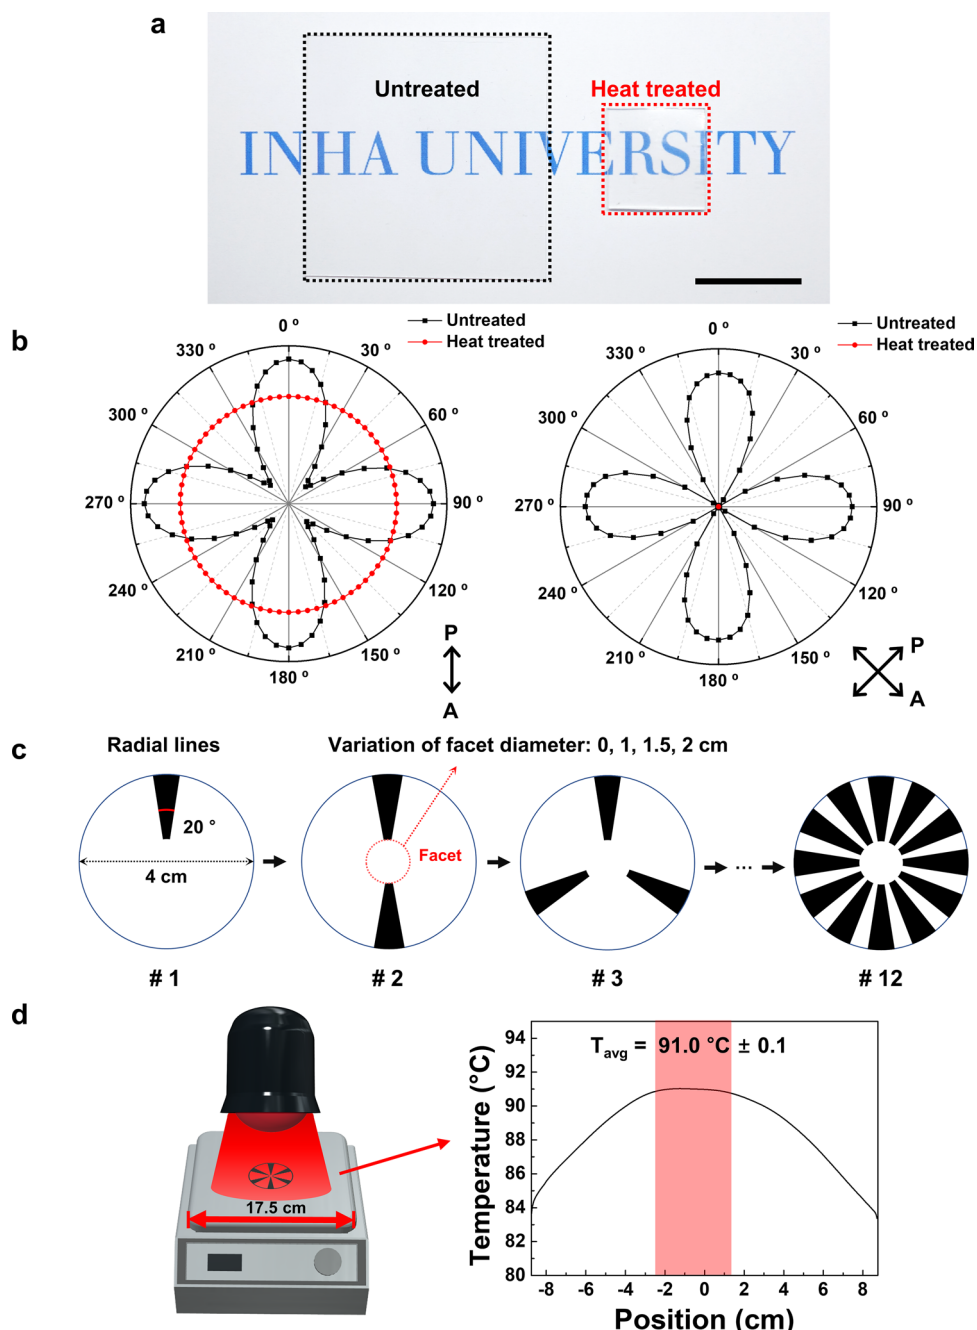 a
Untreated
Heat treated
INHA UNIVERSITY
b
Untreated
Heat treated
0 º
30 º
60 º
90 º
120 º
150 º
180 º
210 º
240 º
270 º
300 º
330 º
P
A
Untreated
Heat treated
0 º
30 º
60 º
90 º
120 º
150 º
180 º
210 º
240 º
270 º
300 º
330 º
P
A
c
Radial lines
Variation of facet diameter: 0, 1, 1.5, 2 cm
20 °
4 cm
Facet
...
# 1
# 2
# 3
# 12
d
17.5 cm
Tavg = 91.0 °C ± 0.1
Temperature (°C)
94
92
90
88
86
84
82
80
-8 -6 -4 -2 0 2 4 6 8
Position (cm)